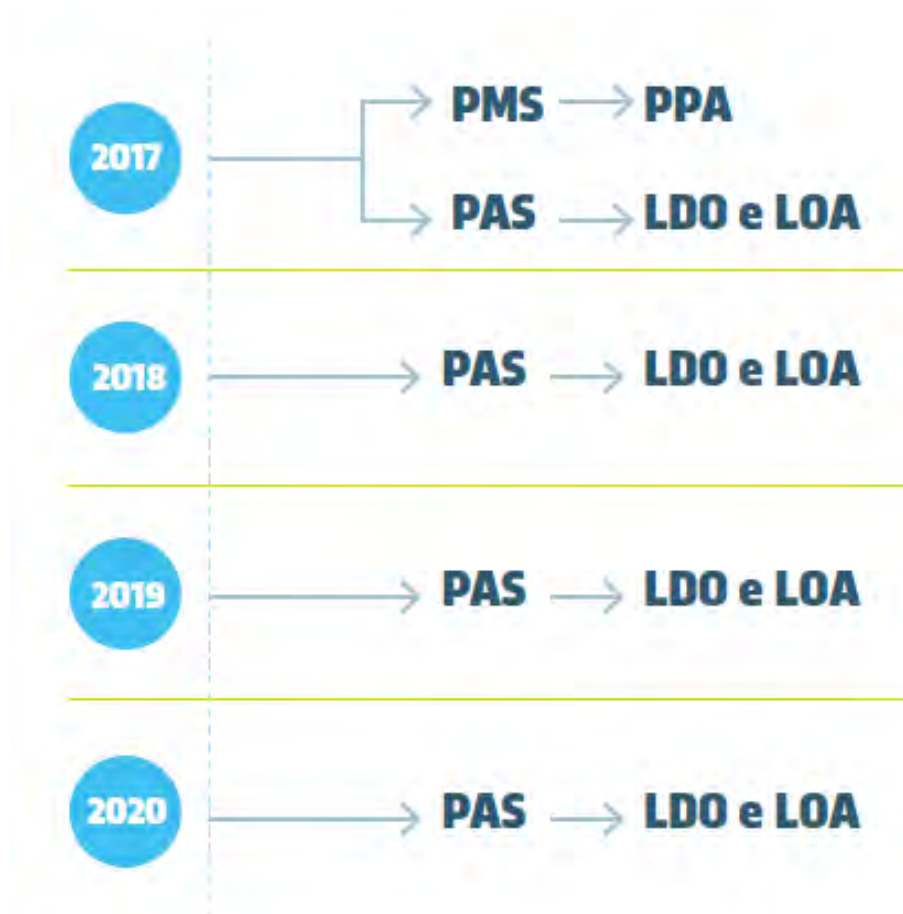 2017
PMS PPA
PAS LDO e LOA
2018 PAS LDO e LOA
2019 PAS LDO e LOA
2020 PAS LDO e LOA